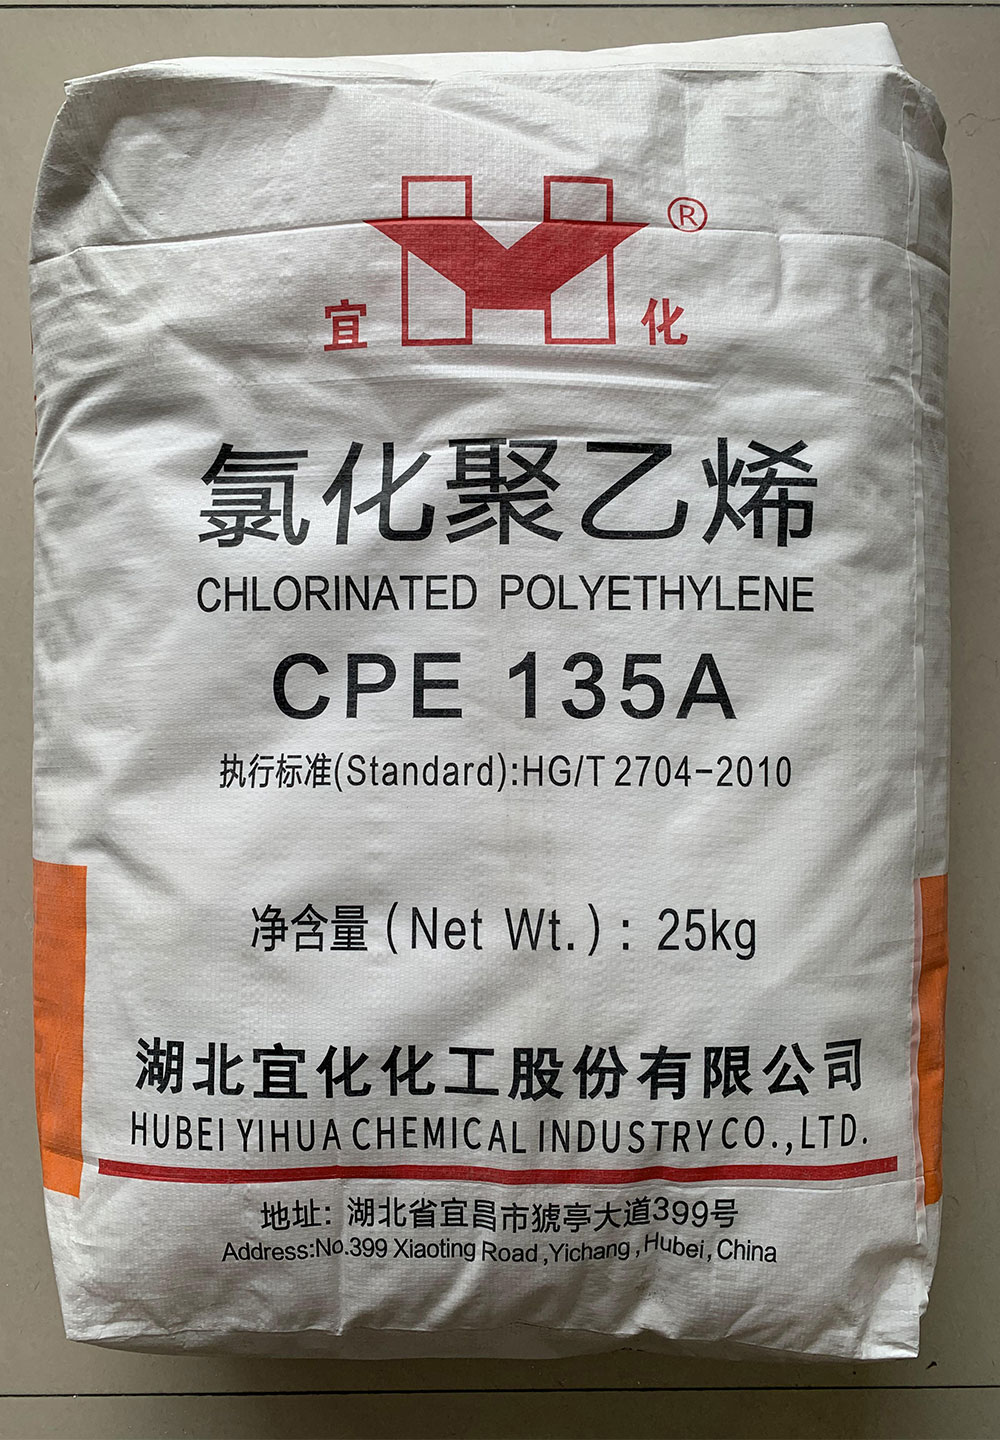 ®
宜 化
氯化聚乙烯
CHLORINATED POLYETHYLENE
CPE 135A
执行标准(Standard):HG/T 2704-2010
净含量(Net Wt.): 25kg
湖北宜化化工股份有限公司
HUBEI YIHUA CHEMICAL INDUSTRY CO.,LTD.
地址: 湖北省宜昌市猇亭大道399号
Address:No.399 Xiaoting Road,Yichang,Hubei,China